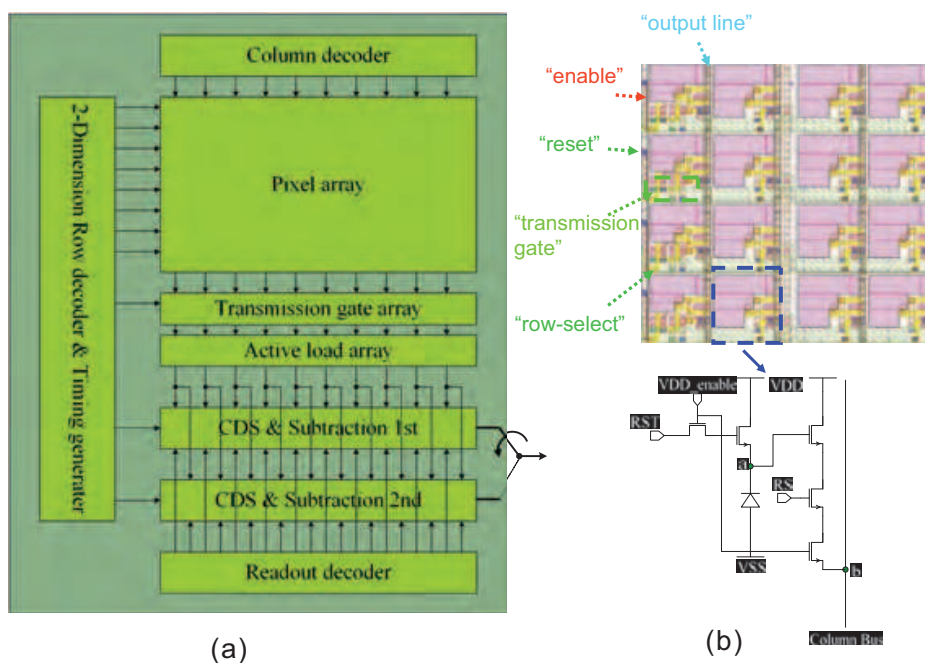 Column decoder
2-Dimension Row decoder & Timing generater
Pixel array
Transmission gate array
Active load array
CDS & Subtraction 1st
CDS & Subtraction 2nd
Readout decoder
(a)
“output line”
“enable”
“reset”
“transmission
gate”
“row-select”
VDD_enable
VDD
RST
a
RS
VSS
b
Column Bus
(b)